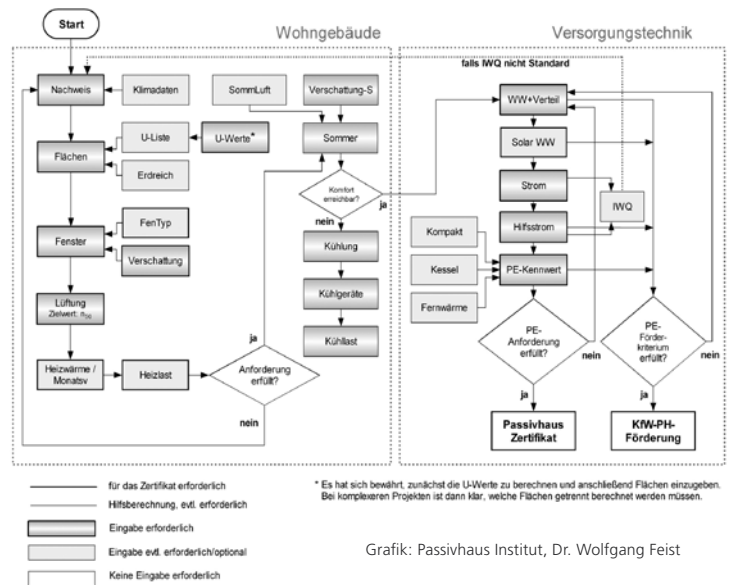 Wohngebäude
Versorgungstechnik
Start
falls IWQ nicht Standard
Nachweis
Klimadaten
SommLuft
Verschattung-S
WW+Verteil
U-Liste
U-Werte*
Sommer
Flächen
Solar WW
Erdreich
Komfort
erreichbar?
ja
nein
Strom
IWQ
FenTyp
Kompakt
Hilfsstrom
Fenster
Kühlung
Verschattung
Kessel
PE-Kennwert
Kühlgeräte
Fernwärme
Lüftung
Zielwert: n50
Kühllast
PE-
Anforderung
erfüllt?
nein
PE-
Förder-
kriterium
erfüllt?
nein
ja
Heizwärme /
Monatsv
Heizlast
Anforderung
erfüllt?
nein
ja
ja
Passivhaus
Zertifikat
KfW-PH-
Förderung
für das Zertifikat erforderlich
Hilfsberechnung, evtl. erforderlich
Eingabe erforderlich
Eingabe evtl. erforderlich/optional
Keine Eingabe erforderlich
* Es hat sich bewährt, zunächst die U-Werte zu berechnen und anschließend Flächen einzugeben.
Bei komplexeren Projekten ist dann klar, welche Flächen getrennt berechnet werden müssen.
Grafik: Passivhaus Institut, Dr. Wolfgang Feist